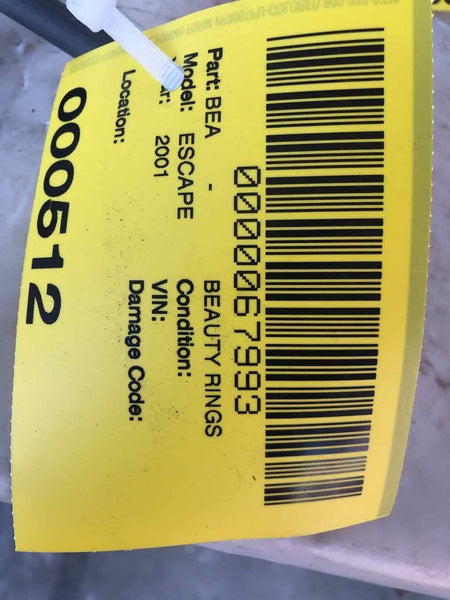 0000067993
Part: BEA - BEAUTY RINGS
Model: ESCAPE Condition:
2001 VIN:
Location: Damage Code:
000512